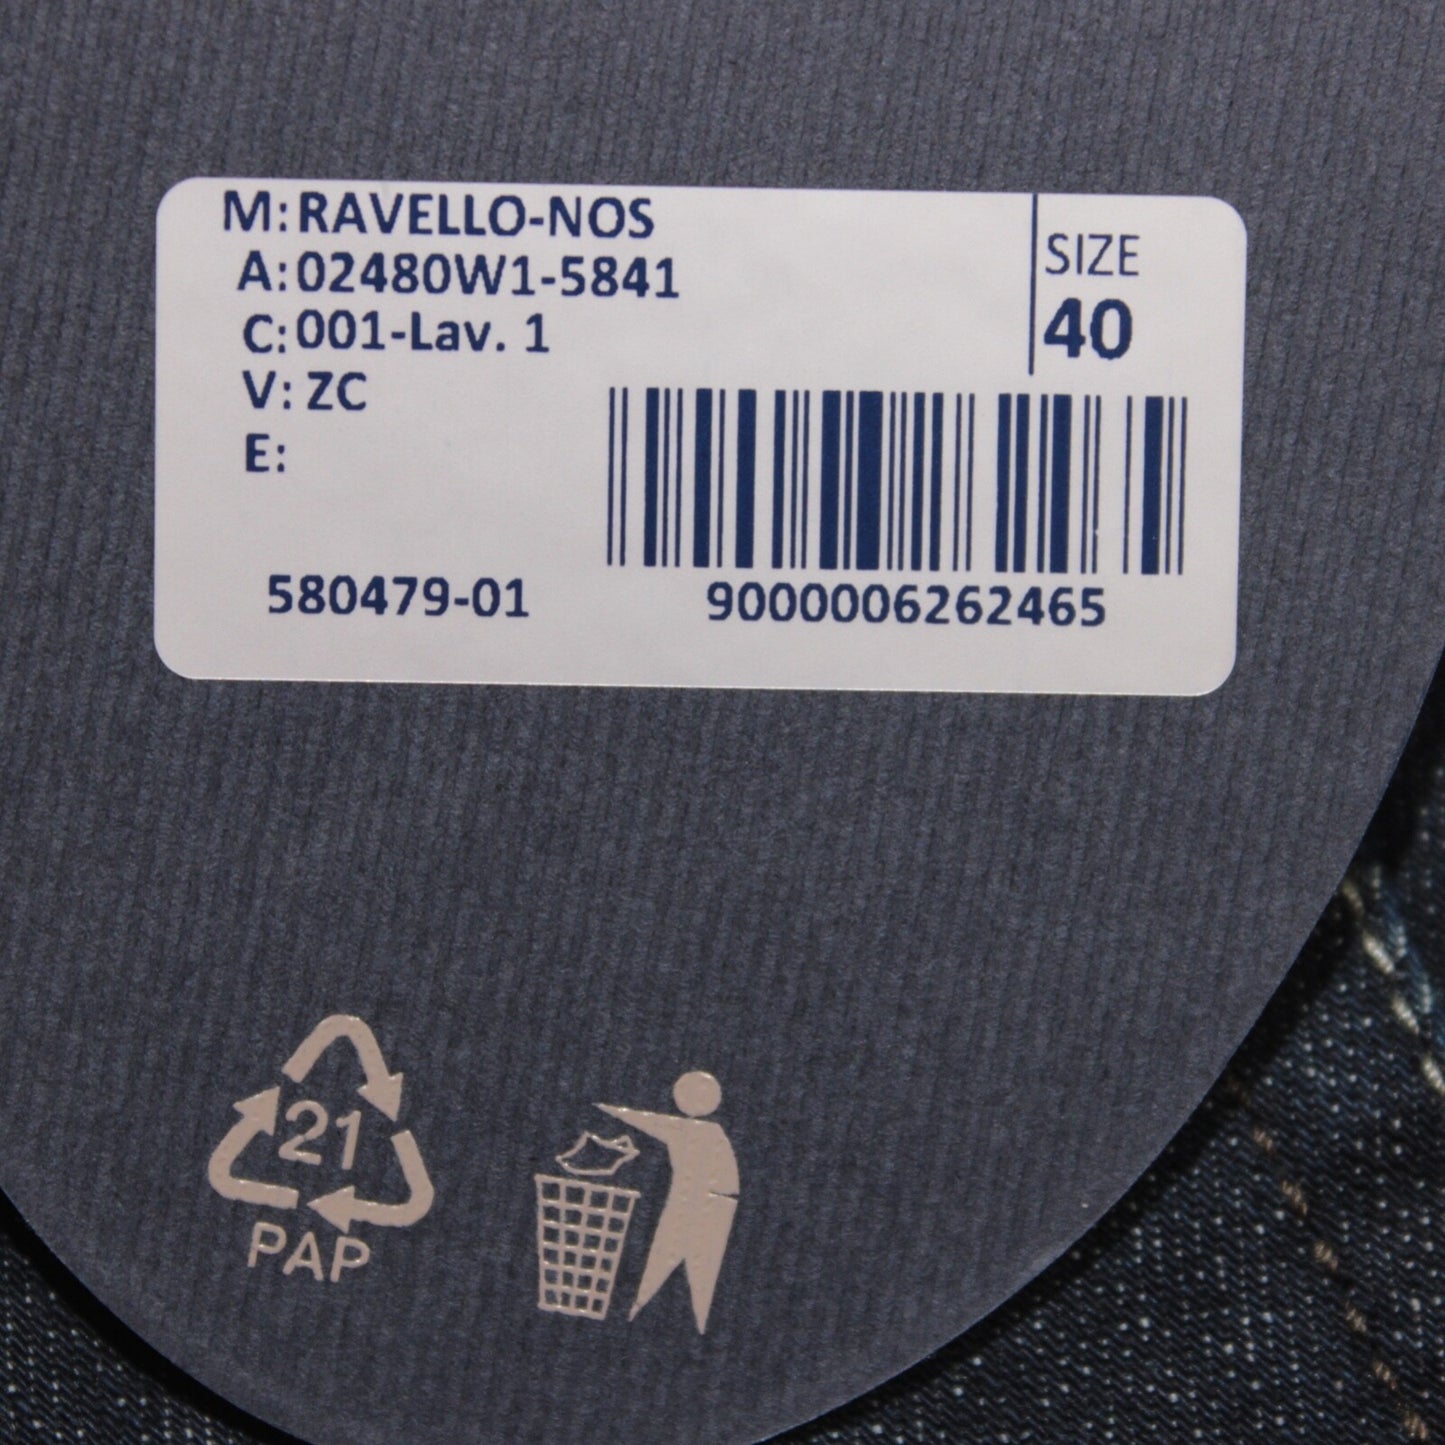 M: RAVELLO-NOS
A: 02480W1-5841
C: 001-Lav. 1
V: ZC
E:
SIZE
40
580479-01
9000006262465
21
PAP